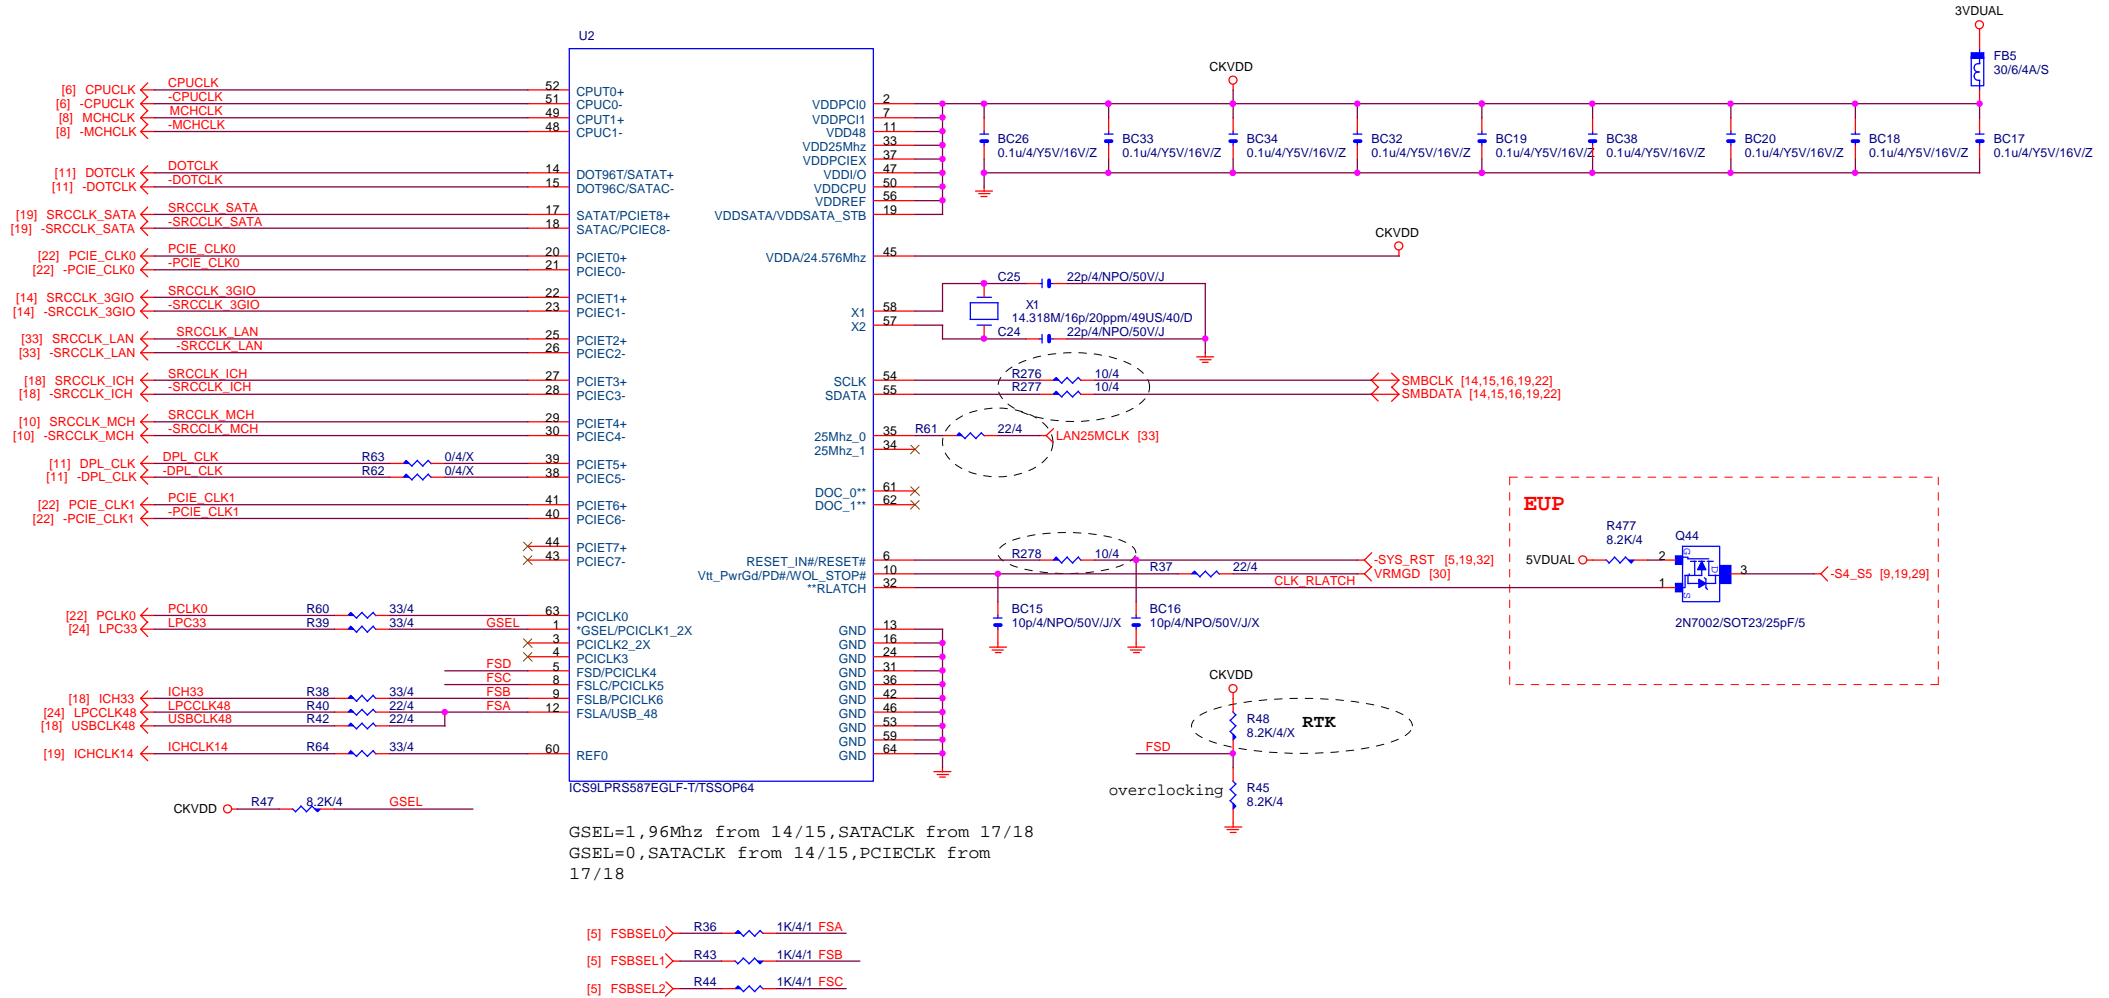 3VDUAL
U2
FB5
30/6/4A/S
CKVDD
[6] CPUCLK CPUCLK 52 CPUT0+
[6] -CPUCLK -CPUCLK 51 CPUC0-
[8] MCHCLK MCHCLK 49 CPUT1+
[8] -MCHCLK -MCHCLK 48 CPUC1-
[11] DOTCLK DOTCLK 14 DOT96T/SATAT+
[11] -DOTCLK -DOTCLK 15 DOT96C/SATAC-
[19] SRCCLK_SATA SRCCLK_SATA 17 SATAT/PCIET8+
[19] -SRCCLK_SATA -SRCCLK_SATA 18 SATAC/PCIEC8-
[22] PCIE_CLK0 PCIE_CLK0 20 PCIET0+
[22] -PCIE_CLK0 -PCIE_CLK0 21 PCIEC0-
[14] SRCCLK_3GIO SRCCLK_3GIO 22 PCIET1+
[14] -SRCCLK_3GIO -SRCCLK_3GIO 23 PCIEC1-
[33] SRCCLK_LAN SRCCLK_LAN 25 PCIET2+
[33] -SRCCLK_LAN -SRCCLK_LAN 26 PCIEC2-
[18] SRCCLK_ICH SRCCLK_ICH 27 PCIET3+
[18] -SRCCLK_ICH -SRCCLK_ICH 28 PCIEC3-
[10] SRCCLK_MCH SRCCLK_MCH 29 PCIET4+
[10] -SRCCLK_MCH -SRCCLK_MCH 30 PCIEC4-
[11] DPL_CLK DPL_CLK R63 0/4/X 39 PCIET5+
[11] -DPL_CLK -DPL_CLK R62 0/4/X 38 PCIEC5-
[22] PCIE_CLK1 PCIE_CLK1 41 PCIET6+
[22] -PCIE_CLK1 -PCIE_CLK1 40 PCIEC6-
44 PCIET7+
43 PCIEC7-
[22] PCLK0 PCLK0 R60 33/4 63 PCICLK0
[24] LPC33 LPC33 R39 33/4 GSEL 1 *GSEL/PCICLK1_2X
3 PCICLK2_2X
4 PCICLK3
FSD 5 FSD/PCICLK4
FSC 8 FSLC/PCICLK5
[18] ICH33 ICH33 R38 33/4 FSB 9 FSLB/PCICLK6
[24] LPCCLK48 LPCCLK48 R40 22/4 FSA 12 FSLA/USB_48
[18] USBCLK48 USBCLK48 R42 22/4
[19] ICHCLK14 ICHCLK14 R64 33/4 60 REF0
VDDPCI0 2
VDDPCI1 7
VDD48 11
VDD25Mhz 33
VDDPCIEX 37
VDDI/O 47
VDDCPU 50
VDDREF 56
VDDSATA/VDDSATA_STB 19
BC26 BC33 BC34 BC32 BC19 BC38 BC20 BC18 BC17
0.1u/4/Y5V/16V/Z 0.1u/4/Y5V/16V/Z 0.1u/4/Y5V/16V/Z 0.1u/4/Y5V/16V/Z 0.1u/4/Y5V/16V/Z 0.1u/4/Y5V/16V/Z 0.1u/4/Y5V/16V/Z 0.1u/4/Y5V/16V/Z 0.1u/4/Y5V/16V/Z
CKVDD
VDDA/24.576Mhz 45
C25 22p/4/NPO/50V/J
X1
14.318M/16p/20ppm/49US/40/D
C24 22p/4/NPO/50V/J
X1 58
X2 57
SCLK 54 R276 10/4 SMBCLK [14,15,16,19,22]
SDATA 55 R277 10/4 SMBDATA [14,15,16,19,22]
25Mhz_0 35 R61 22/4 LAN25MCLK [33]
25Mhz_1 34
DOC_0** 61
DOC_1** 62
RESET_IN#/RESET# 6 R278 10/4 -SYS_RST [5,19,32]
Vtt_PwrGd/PD#/WOL_STOP# 10 R37 22/4 VRMGD [30]
**RLATCH 32 CLK_RLATCH
BC15
10p/4/NPO/50V/J/X
BC16
10p/4/NPO/50V/J/X
EUP
R477
8.2K/4
5VDUAL
Q44
G D S
2
1
3
-S4_S5 [9,19,29]
2N7002/SOT23/25pF/5
GND 13
GND 16
GND 24
GND 31
GND 36
GND 42
GND 46
GND 53
GND 59
GND 64
CKVDD
R48
8.2K/4/X
RTK
FSD
overclocking
R45
8.2K/4
ICS9LPRS587EGLF-T/TSSOP64
CKVDD R47 8.2K/4 GSEL
GSEL=1,96Mhz from 14/15,SATACLK from 17/18
GSEL=0,SATACLK from 14/15,PCIECLK from
17/18
[5] FSBSEL0 R36 1K/4/1 FSA
[5] FSBSEL1 R43 1K/4/1 FSB
[5] FSBSEL2 R44 1K/4/1 FSC